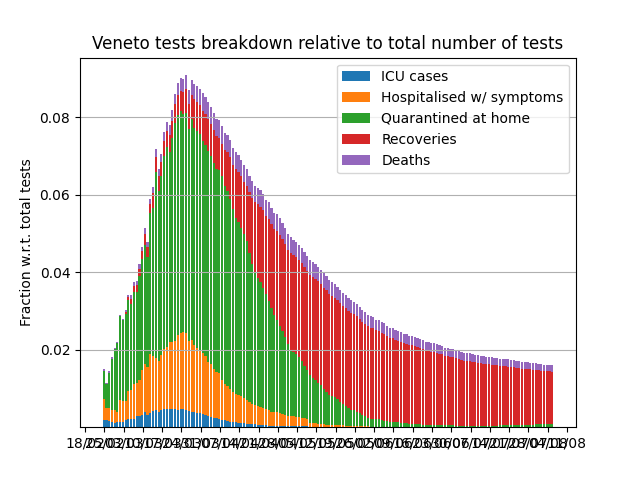 Veneto tests breakdown relative to total number of tests
ICU cases
Hospitalised w/ symptoms
Quarantined at home
Recoveries
Deaths
0.08
0.06
0.04
0.02
Fraction w.r.t. total tests